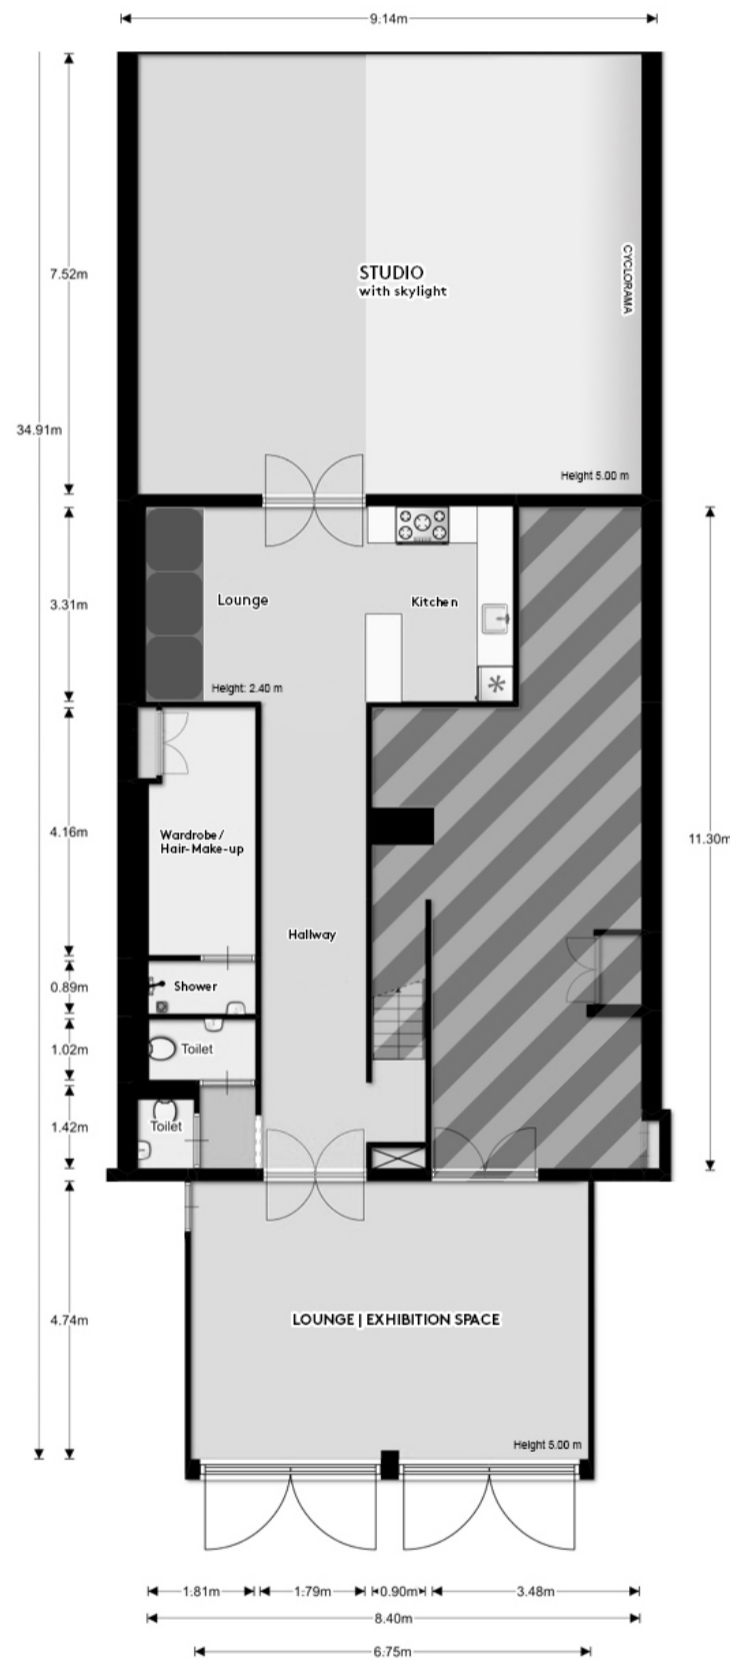 9.14m
7.52m
STUDIO
with skylight
CYCLORAMA
34.91m
Height 5.00 m
3.31m
Lounge
Kitchen
Height: 2.40 m
4.16m
Wardrobe/
Hair-Make-up
11.30m
Hallway
0.89m
Shower
1.02m
Toilet
1.42m
Toilet
4.74m
LOUNGE | EXHIBITION SPACE
Height 5.00 m
1.81m
1.79m
0.90m
3.48m
8.40m
6.75m